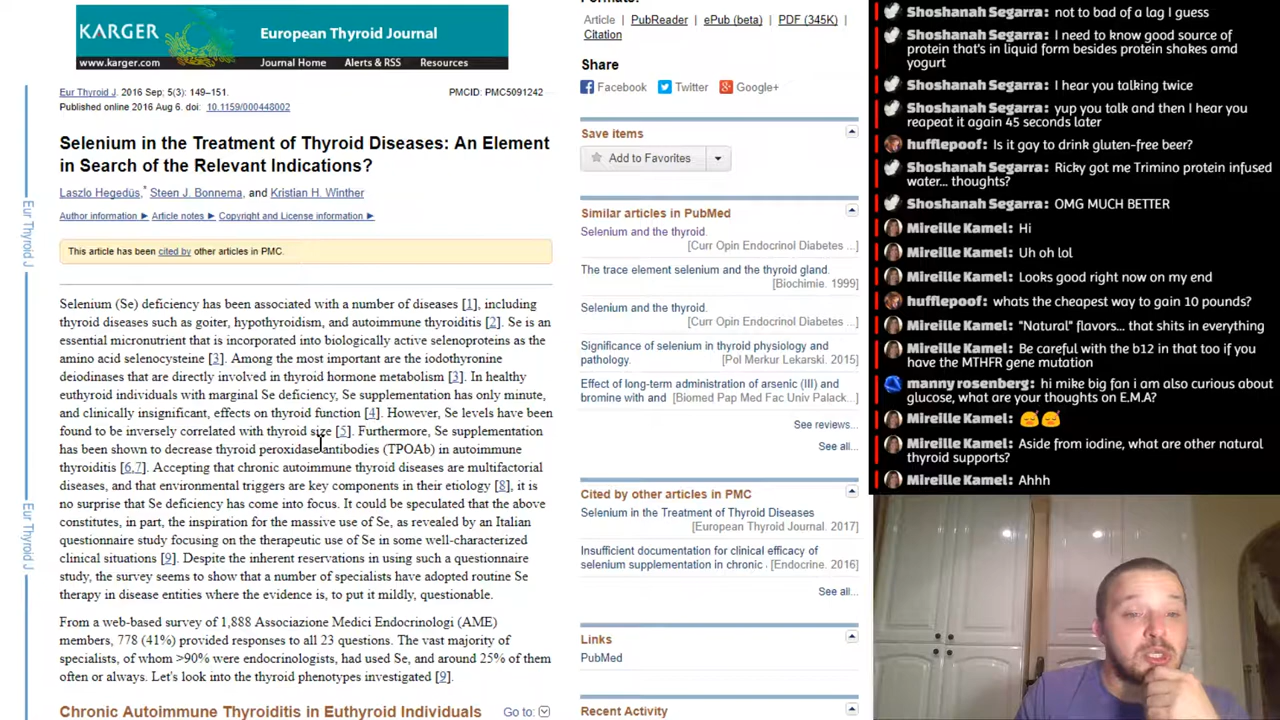 KARGER
www.karger.com
European Thyroid Journal
Journal Home Alerts & RSS Resources
Eur Thyroid J. 2016 Sep; 5(3): 149–151.
PMCID: PMC5091242
Published online 2016 Aug 6. doi: 10.1159/000448002
Selenium in the Treatment of Thyroid Diseases: An Element
in Search of the Relevant Indications?
Laszlo Hegedüs,* Steen J. Bonnema, and Kristian H. Winther
Author information ▶ Article notes ▶ Copyright and License information ▶
This article has been cited by other articles in PMC.
Selenium (Se) deficiency has been associated with a number of diseases [1], including
thyroid diseases such as goiter, hypothyroidism, and autoimmune thyroiditis [2]. Se is an
essential micronutrient that is incorporated into biologically active selenoproteins as the
amino acid selenocysteine [3]. Among the most important are the iodothyronine
deiodinases that are directly involved in thyroid hormone metabolism [3]. In healthy
euthyroid individuals with marginal Se deficiency, Se supplementation has only minute,
and clinically insignificant, effects on thyroid function [4]. However, Se levels have been
found to be inversely correlated with thyroid size [5]. Furthermore, Se supplementation
has been shown to decrease thyroid peroxidase antibodies (TPOAb) in autoimmune
thyroiditis [6,7]. Accepting that chronic autoimmune thyroid diseases are multifactorial
diseases, and that environmental triggers are key components in their etiology [8], it is
no surprise that Se deficiency has come into focus. It could be speculated that the above
constitutes, in part, the inspiration for the massive use of Se, as revealed by an Italian
questionnaire study focusing on the therapeutic use of Se in some well-characterized
clinical situations [9]. Despite the inherent reservations in using such a questionnaire
study, the survey seems to show that a number of specialists have adopted routine Se
therapy in disease entities where the evidence is, to put it mildly, questionable.
From a web-based survey of 1,888 Associazione Medici Endocrinologi (AME)
members, 778 (41%) provided responses to all 23 questions. The vast majority of
specialists, of whom >90% were endocrinologists, had used Se, and around 25% of them
often or always. Let's look into the thyroid phenotypes investigated [9].
Chronic Autoimmune Thyroiditis in Euthyroid Individuals
Go to:
Eur Thyroid J
Eur Thyroid J
Formats:
Article | PubReader | ePub (beta) | PDF (345K) |
Citation
Share
Facebook Twitter Google+
Save items
Add to Favorites
Similar articles in PubMed
Selenium and the thyroid.
[Curr Opin Endocrinol Diabetes ...]
The trace element selenium and the thyroid gland.
[Biochimie. 1999]
Selenium and the thyroid.
[Curr Opin Endocrinol Diabetes ...]
Significance of selenium in thyroid physiology and
pathology. [Pol Merkur Lekarski. 2015]
Effect of long-term administration of arsenic (III) and
bromine with and [Biomed Pap Med Fac Univ Palack...]
See reviews...
See all...
Cited by other articles in PMC
Selenium in the Treatment of Thyroid Diseases
[European Thyroid Journal. 2017]
Insufficient documentation for clinical efficacy of
selenium supplementation in chronic . [Endocrine. 2016]
See all...
Links
PubMed
Recent Activity
Shoshanah Segarra: not to bad of a lag I guess
Shoshanah Segarra: I need to know good source of
protein that's in liquid form besides protein shakes amd
yogurt
Shoshanah Segarra: I hear you talking twice
Shoshanah Segarra: yup you talk and then I hear you
reapeat it again 45 seconds later
hufflepoof: Is it gay to drink gluten-free beer?
Shoshanah Segarra: Ricky got me Trimino protein infused
water... thoughts?
Shoshanah Segarra: OMG MUCH BETTER
Mireille Kamel: Hi
Mireille Kamel: Uh oh lol
Mireille Kamel: Looks good right now on my end
hufflepoof: whats the cheapest way to gain 10 pounds?
Mireille Kamel: "Natural" flavors... that shits in everything
Mireille Kamel: Be careful with the b12 in that too if you
have the MTHFR gene mutation
manny rosenberg: hi mike big fan i am also curious about
glucose, what are your thoughts on E.M.A?
Mireille Kamel: 😴😴
Mireille Kamel: Aside from iodine, what are other natural
thyroid supports?
Mireille Kamel: Ahhh